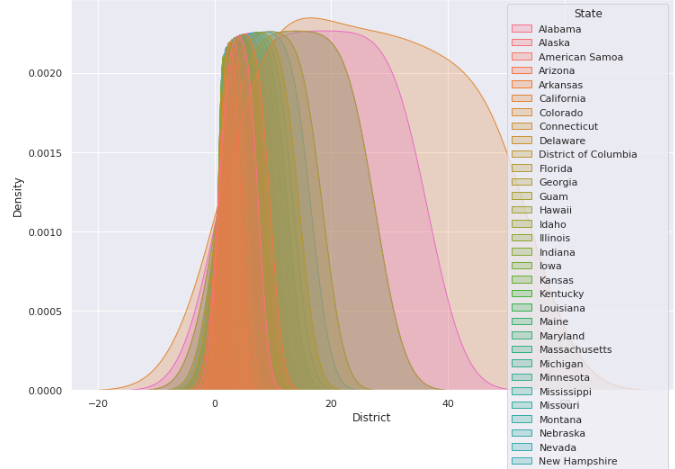 State
Alabama
Alaska
American Samoa
Arizona
Arkansas
California
Colorado
Connecticut
Delaware
District of Columbia
Florida
Georgia
Guam
Hawaii
Idaho
Illinois
Indiana
Iowa
Kansas
Kentucky
Louisiana
Maine
Maryland
Massachusetts
Michigan
Minnesota
Mississippi
Missouri
Montana
Nebraska
Nevada
New Hampshire
Density
0.0020
0.0015
0.0010
0.0005
0.0000
−20 0 20 40
District